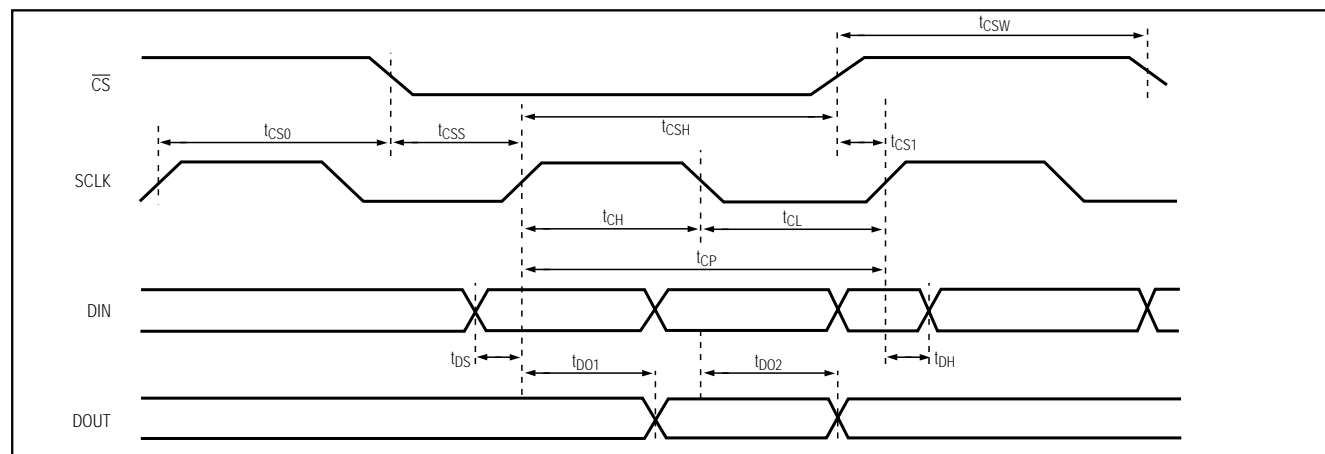 tCSW
CS
tCS0
tCSS
tCSH
tCS1
SCLK
tCH
tCL
tCP
DIN
tDS
tDO1
tDO2
tDH
DOUT